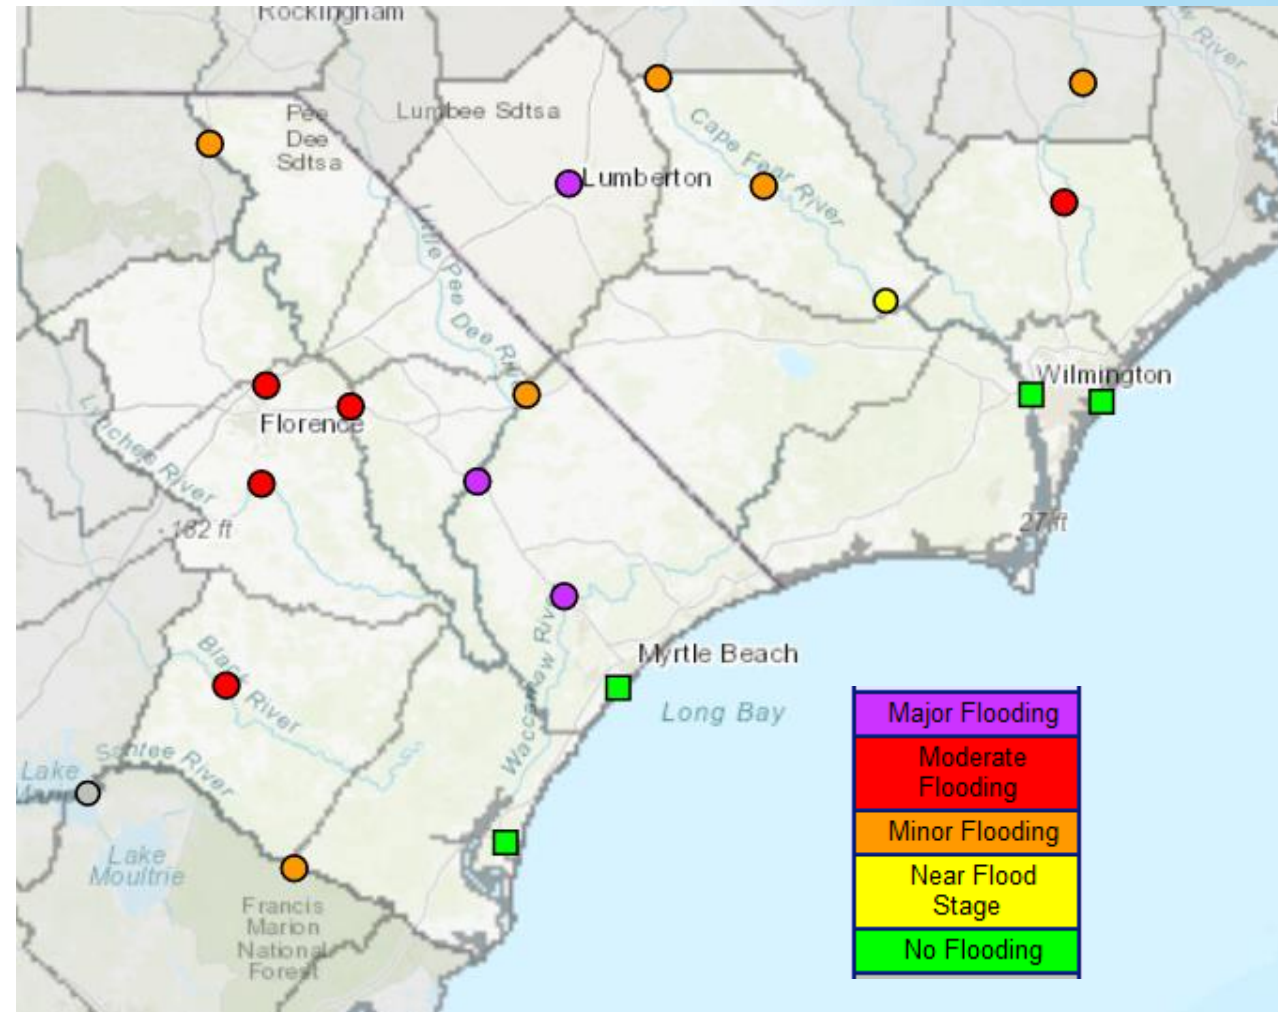 Rockingham
River
Pee
Dee
Sdtsa
Lumbee Sdtsa
Cape Fear River
Lumberton
Little Pee Dee
Wilmington
Florence
Lynches River
- 182 ft
27 ft
Black River
Waccamaw River
Myrtle Beach
Long Bay
Santee River
Lake
Lake
Moultrie
Francis
Marion
National
Forest
Major Flooding
Moderate
Flooding
Minor Flooding
Near Flood
Stage
No Flooding